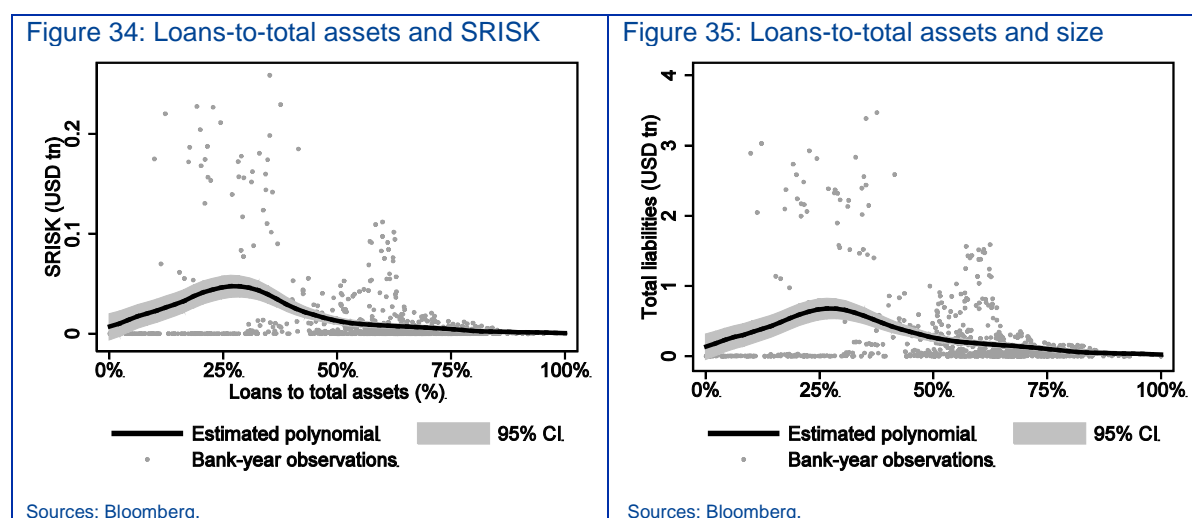 Figure 34: Loans-to-total assets and SRISK
SRISK (USD tn)
0.2
0.1
0
0%.
25%.
50%.
75%.
100%.
Loans to total assets (%).
Estimated polynomial.
95% CI.
Bank-year observations.
Sources: Bloomberg.
Figure 35: Loans-to-total assets and size
Total liabilities (USD tn)
4
3
2
1
0
0%.
25%.
50%.
75%.
100%.
Estimated polynomial.
95% CI.
Bank-year observations.
Sources: Bloomberg.